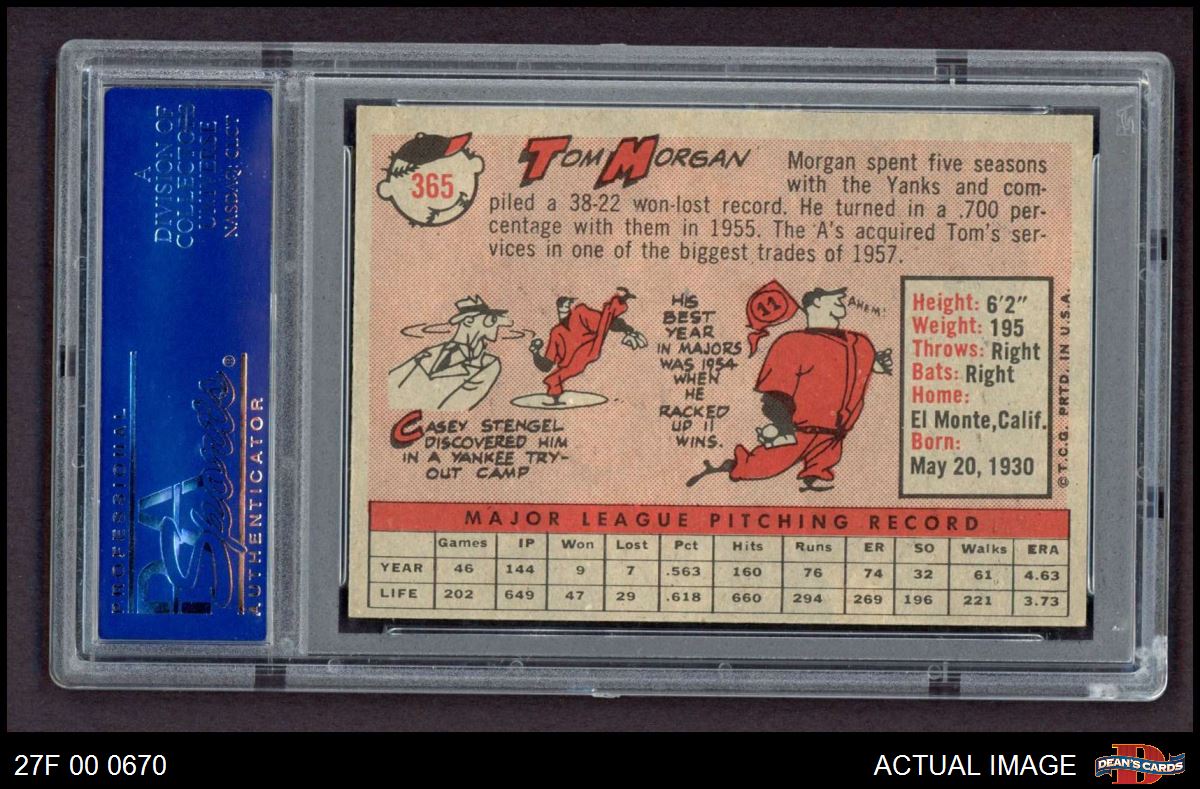 A
DIVISION OF
COLLECTORS
UNIVERSE
NASDAQ: CLCT
PROFESSIONAL
PSA
Sports®
AUTHENTICATOR
365
TOM MORGAN
Morgan spent five seasons
with the Yanks and com-
piled a 38-22 won-lost record. He turned in a .700 per-
centage with them in 1955. The A's acquired Tom's ser-
vices in one of the biggest trades of 1957.
CASEY STENGEL
DISCOVERED HIM
IN A YANKEE TRY-
OUT CAMP
HIS
BEST
YEAR
IN MAJORS
WAS 1954
WHEN
HE
RACKED
UP 11
WINS.
11
AHEM!
Height: 6'2"
Weight: 195
Throws: Right
Bats: Right
Home:
El Monte, Calif.
Born:
May 20, 1930
© T.C.G. PRTD. IN U.S.A.
MAJOR LEAGUE PITCHING RECORD
Games IP Won Lost Pct Hits Runs ER SO Walks ERA
YEAR 46 144 9 7 .563 160 76 74 32 61 4.63
LIFE 202 649 47 29 .618 660 294 269 196 221 3.73
27F 00 0670
ACTUAL IMAGE
DEAN'S CARDS